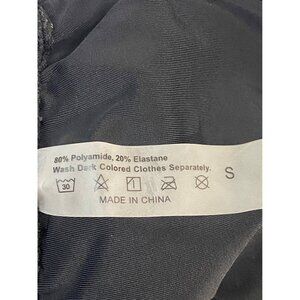 80% Polyamide, 20% Elastane
Wash Dark Colored Clothes Separately.
30 S
MADE IN CHINA